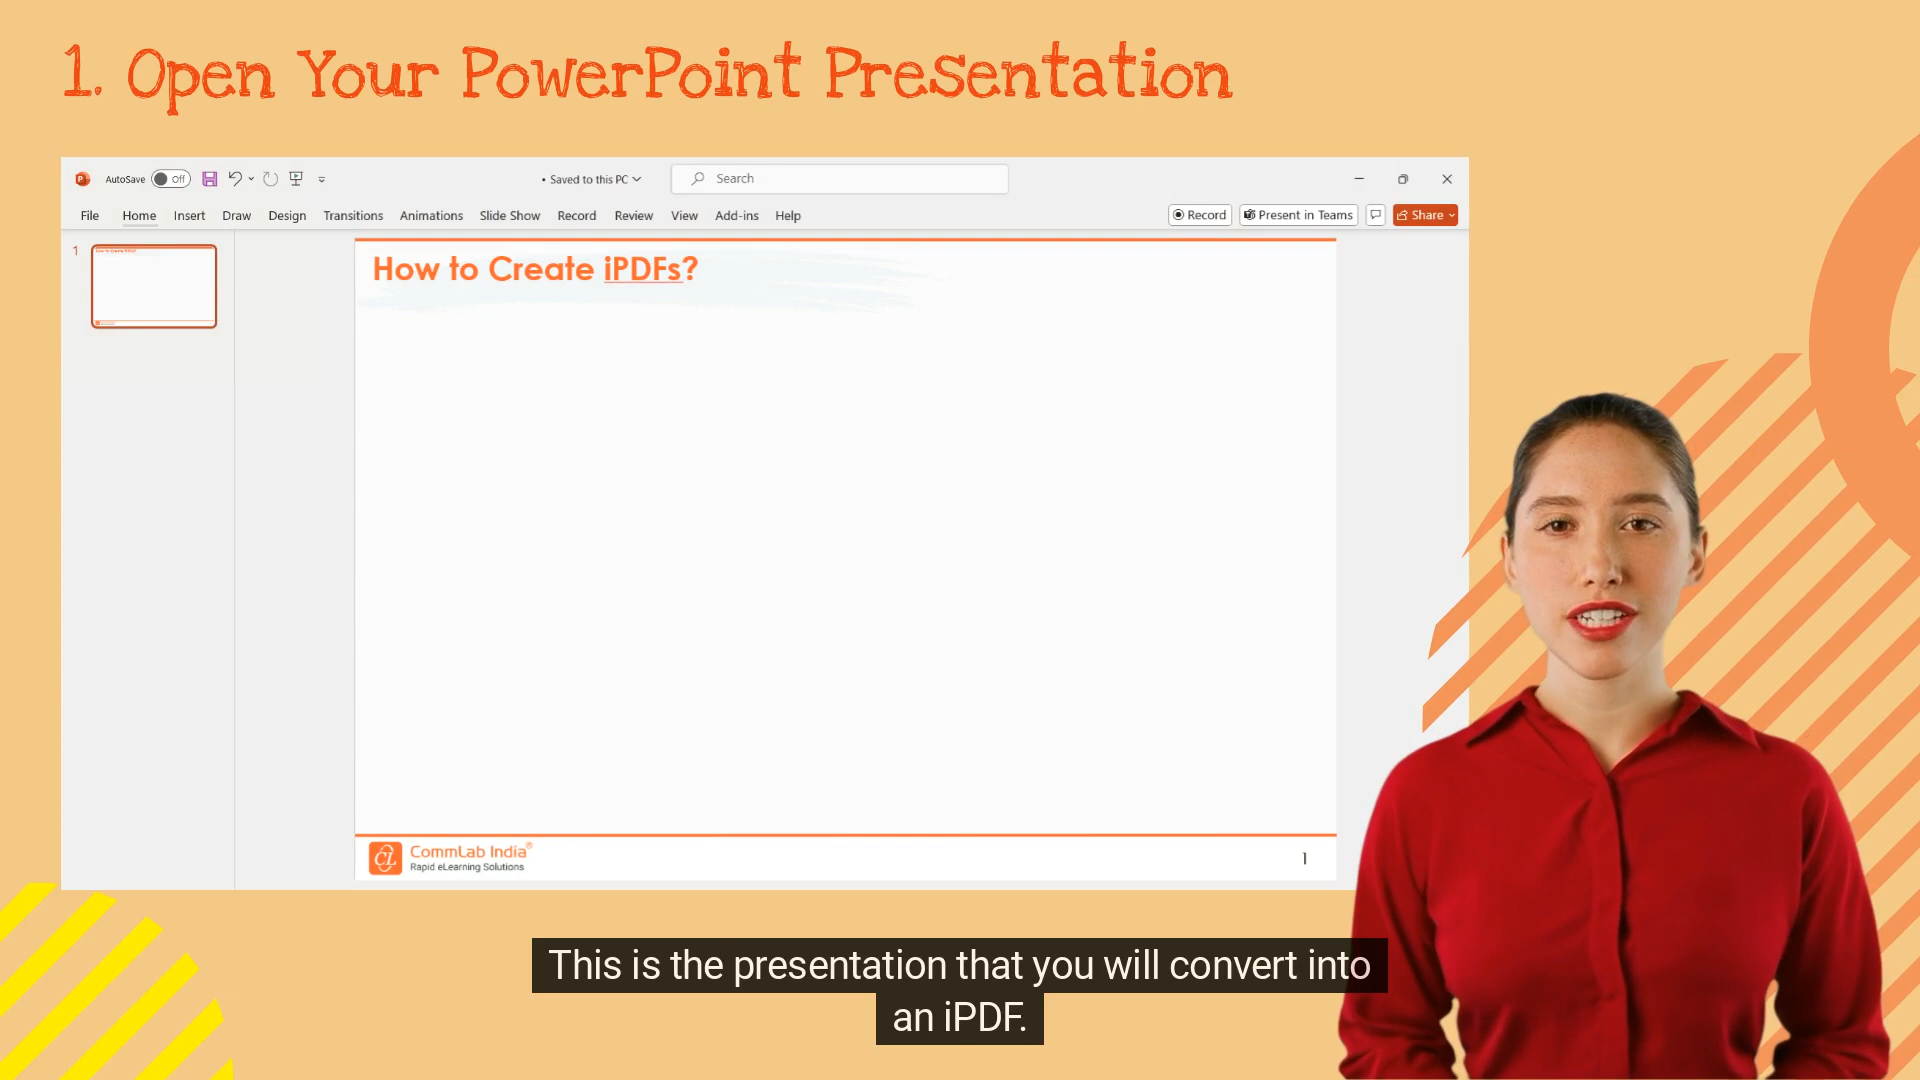 1. Open Your PowerPoint Presentation
AutoSave Off
• Saved to this PC
Search
File Home Insert Draw Design Transitions Animations Slide Show Record Review View Add-ins Help
Record Present in Teams Share
1
How to Create iPDFs?
CL
CommLab India®
Rapid eLearning Solutions
1
This is the presentation that you will convert into
an iPDF.